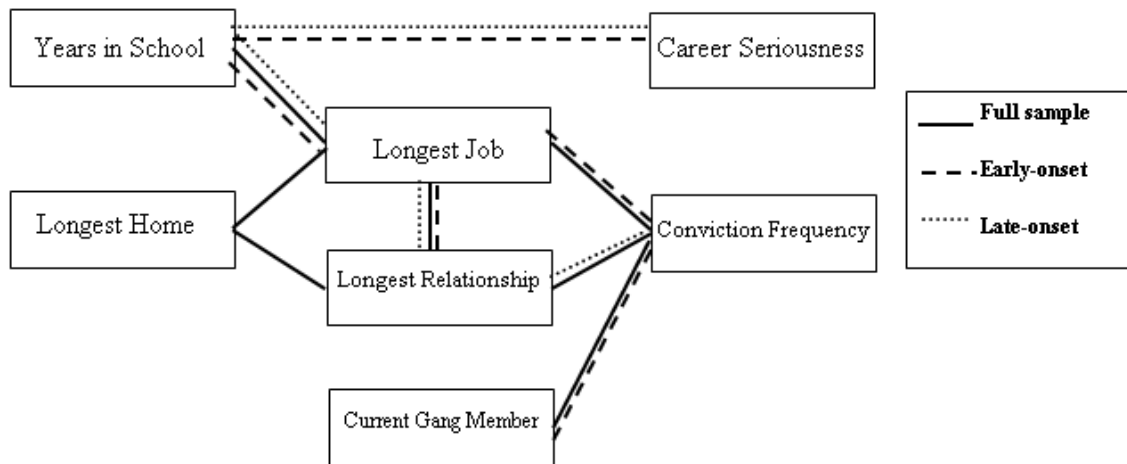 Years in School
Career Seriousness
Full sample
Early-onset
Late-onset
Longest Job
Longest Home
Conviction Frequency
Longest Relationship
Current Gang Member